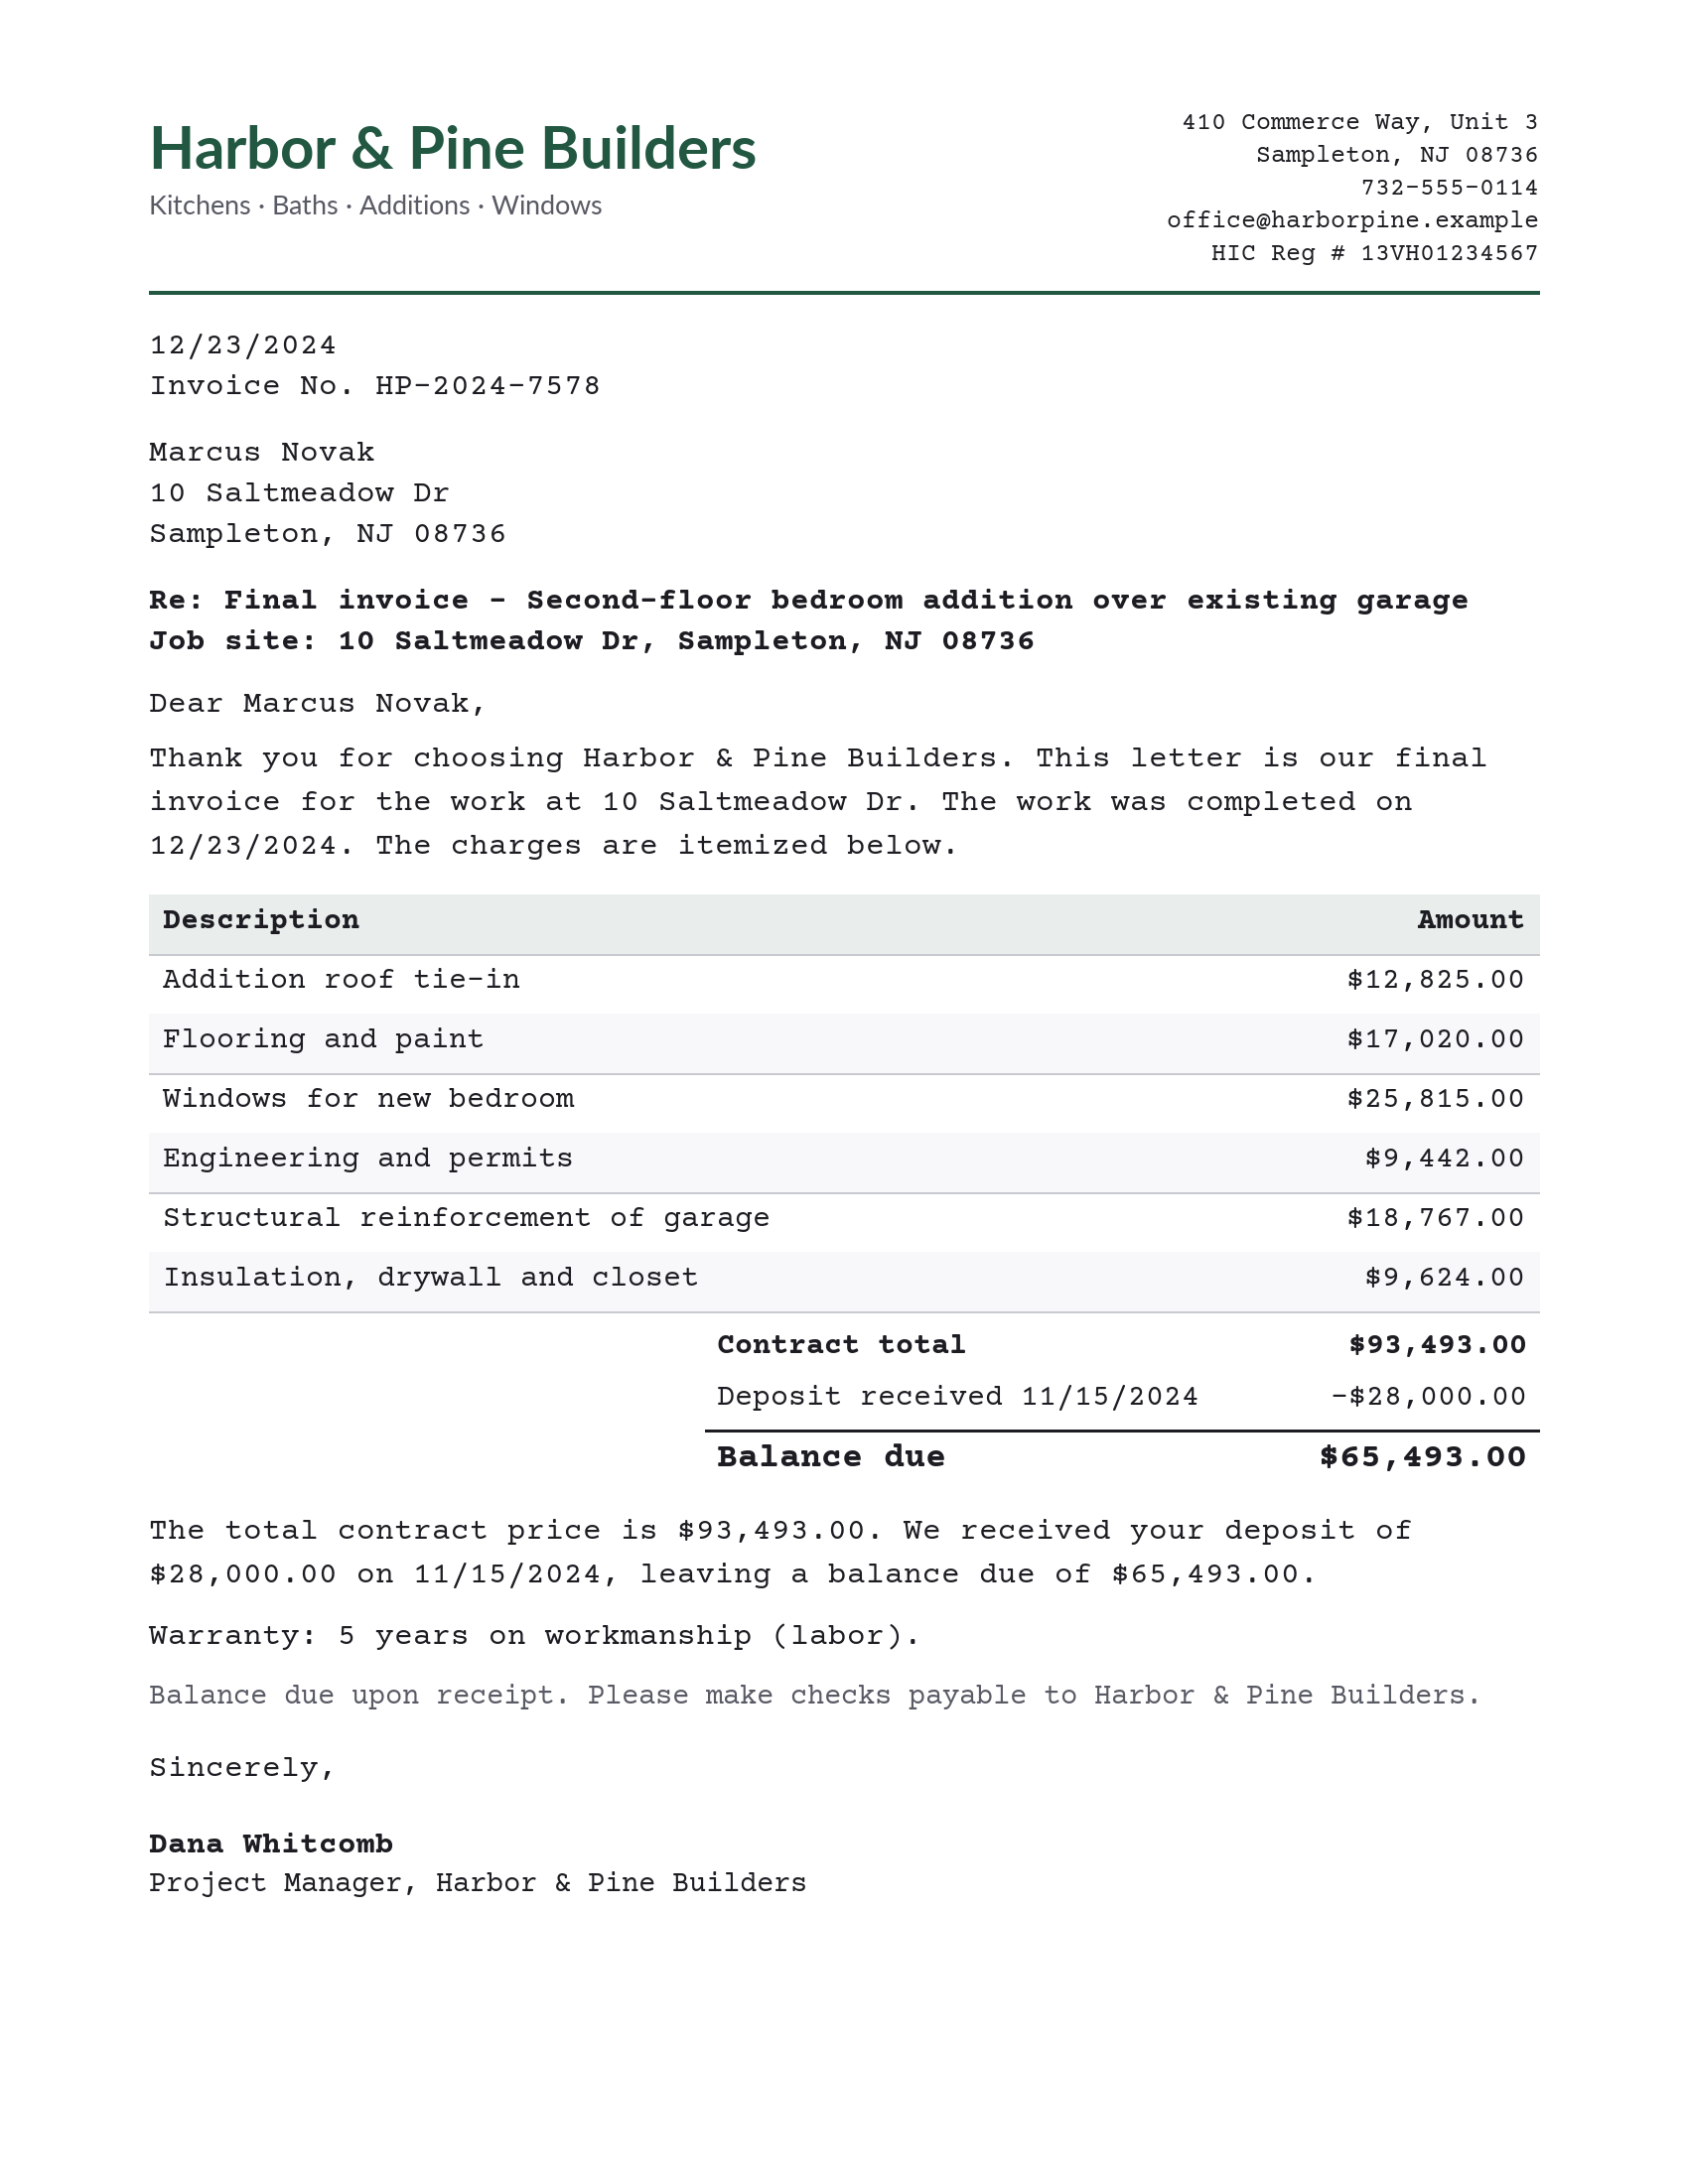 Harbor & Pine Builders
Kitchens · Baths · Additions · Windows
410 Commerce Way, Unit 3
Sampleton, NJ 08736
732-555-0114
office@harborpine.example
HIC Reg # 13VH01234567
12/23/2024
Invoice No. HP-2024-7578
Marcus Novak
10 Saltmeadow Dr
Sampleton, NJ 08736
Re: Final invoice - Second-floor bedroom addition over existing garage
Job site: 10 Saltmeadow Dr, Sampleton, NJ 08736
Dear Marcus Novak,
Thank you for choosing Harbor & Pine Builders. This letter is our final
invoice for the work at 10 Saltmeadow Dr. The work was completed on
12/23/2024. The charges are itemized below.
Description Amount
Addition roof tie-in $12,825.00
Flooring and paint $17,020.00
Windows for new bedroom $25,815.00
Engineering and permits $9,442.00
Structural reinforcement of garage $18,767.00
Insulation, drywall and closet $9,624.00
Contract total $93,493.00
Deposit received 11/15/2024 -$28,000.00
Balance due $65,493.00
The total contract price is $93,493.00. We received your deposit of
$28,000.00 on 11/15/2024, leaving a balance due of $65,493.00.
Warranty: 5 years on workmanship (labor).
Balance due upon receipt. Please make checks payable to Harbor & Pine Builders.
Sincerely,
Dana Whitcomb
Project Manager, Harbor & Pine Builders